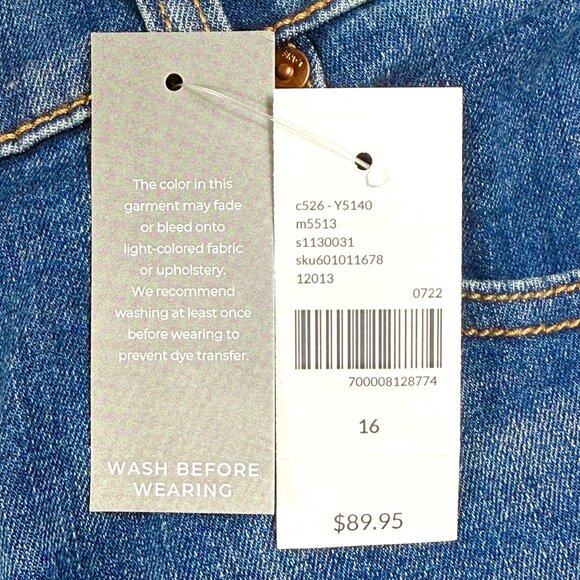 The color in this
garment may fade
or bleed onto
light-colored fabric
or upholstery.
We recommend
washing at least once
before wearing to
prevent dye transfer.
WASH BEFORE
WEARING
c526 - Y5140
m5513
s1130031
sku601011678
12013
0722
700008128774
16
$89.95